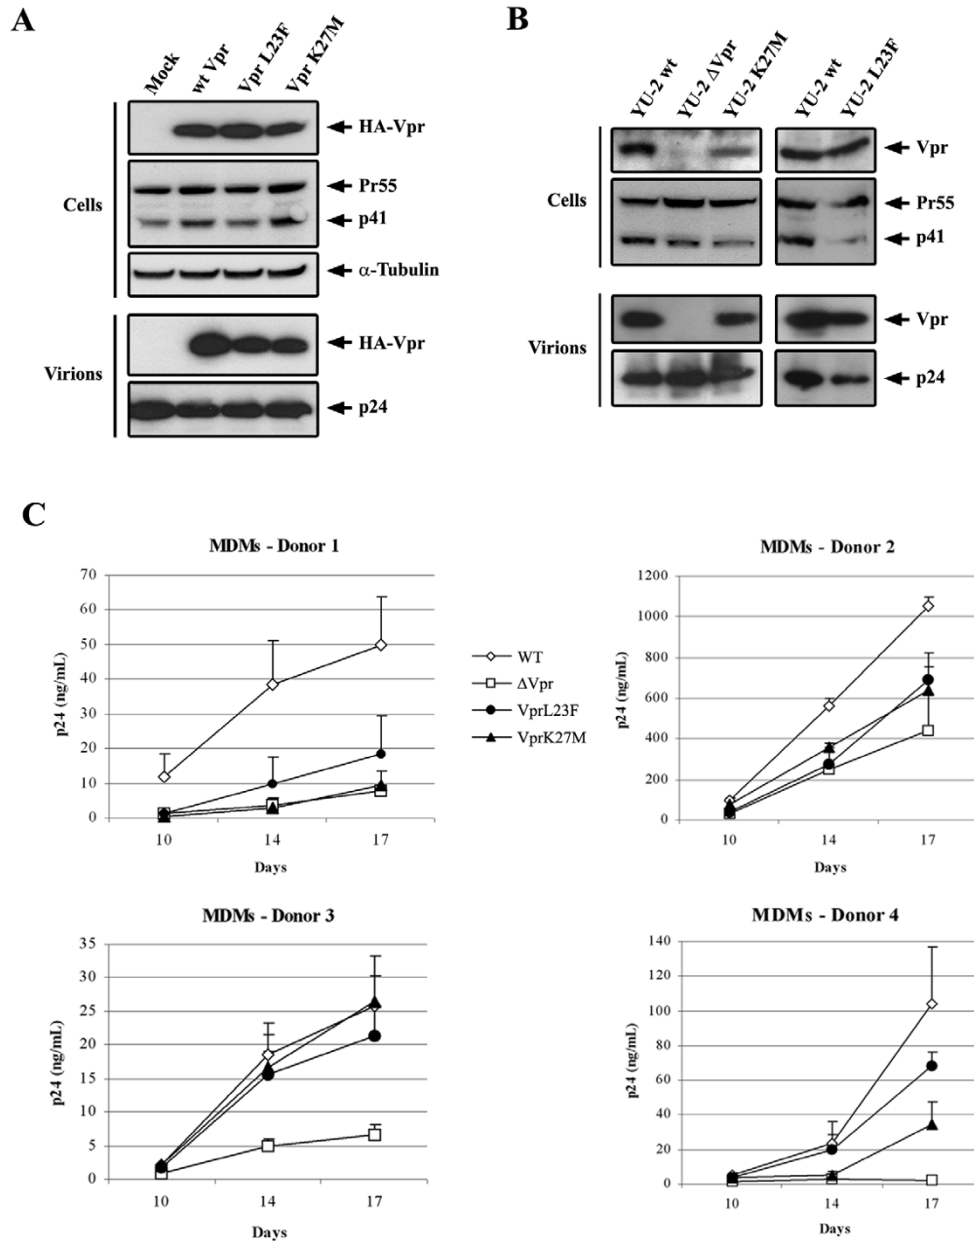 A
Mock
wt Vpr
Vpr L23F
Vpr K27M
Cells
HA-Vpr
Pr55
p41
α-Tubulin
Virions
HA-Vpr
p24
B
YU-2 wt
YU-2 ΔVpr
YU-2 K27M
YU-2 wt
YU-2 L23F
Cells
Vpr
Pr55
p41
Virions
Vpr
p24
C
MDMs - Donor 1
p24 (ng/mL)
70
60
50
40
30
20
10
0
10 14 17
Days
WT
ΔVpr
VprL23F
VprK27M
MDMs - Donor 2
p24 (ng/mL)
1200
1000
800
600
400
200
0
10 14 17
Days
MDMs - Donor 3
p24 (ng/mL)
35
30
25
20
15
10
5
0
10 14 17
Days
MDMs - Donor 4
p24 (ng/mL)
140
120
100
80
60
40
20
0
10 14 17
Days